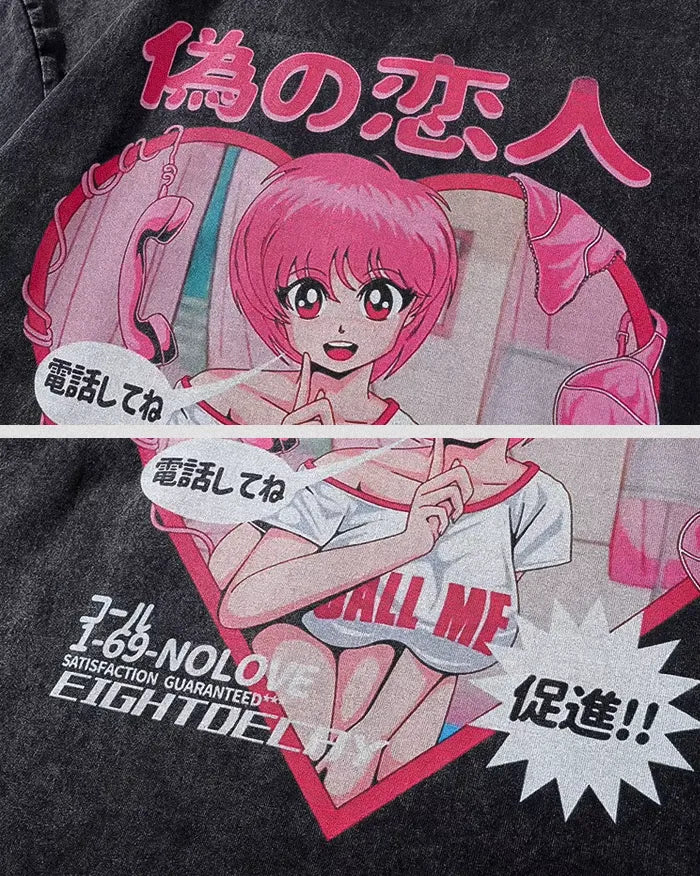 偽の恋人
電話してね
電話してね
CALL ME
コール
1-69-NOLOVE
SATISFACTION GUARANTEED**
EIGHTDECAY
促進!!